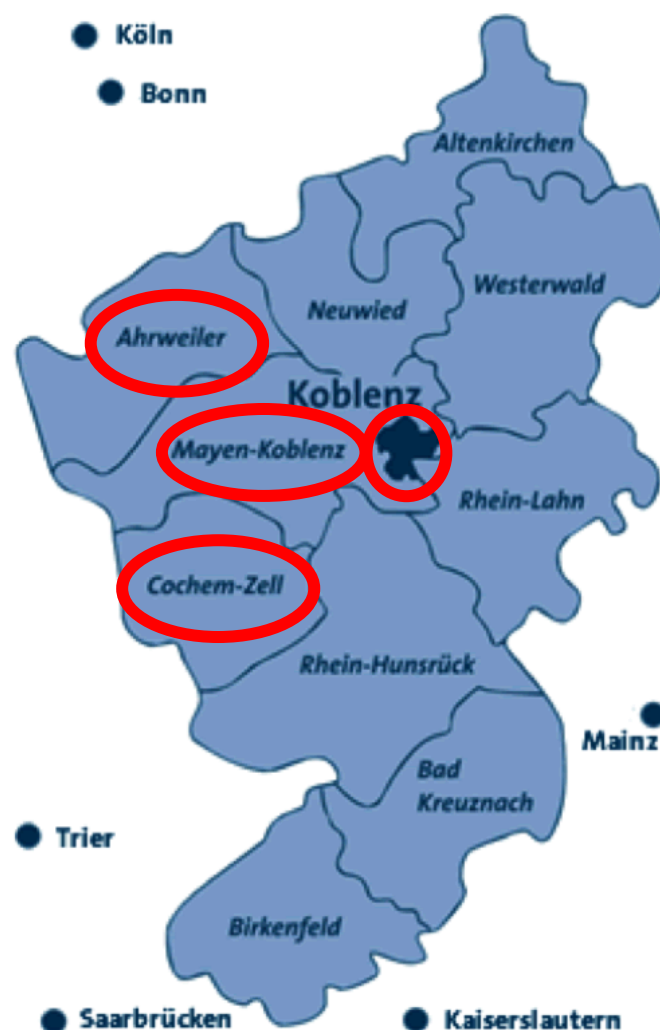 Köln
Bonn
Altenkirchen
Westerwald
Neuwied
Ahrweiler
Koblenz
Mayen-Koblenz
Rhein-Lahn
Cochem-Zell
Rhein-Hunsrück
Mainz
Bad
Kreuznach
Trier
Birkenfeld
Saarbrücken
Kaiserslautern